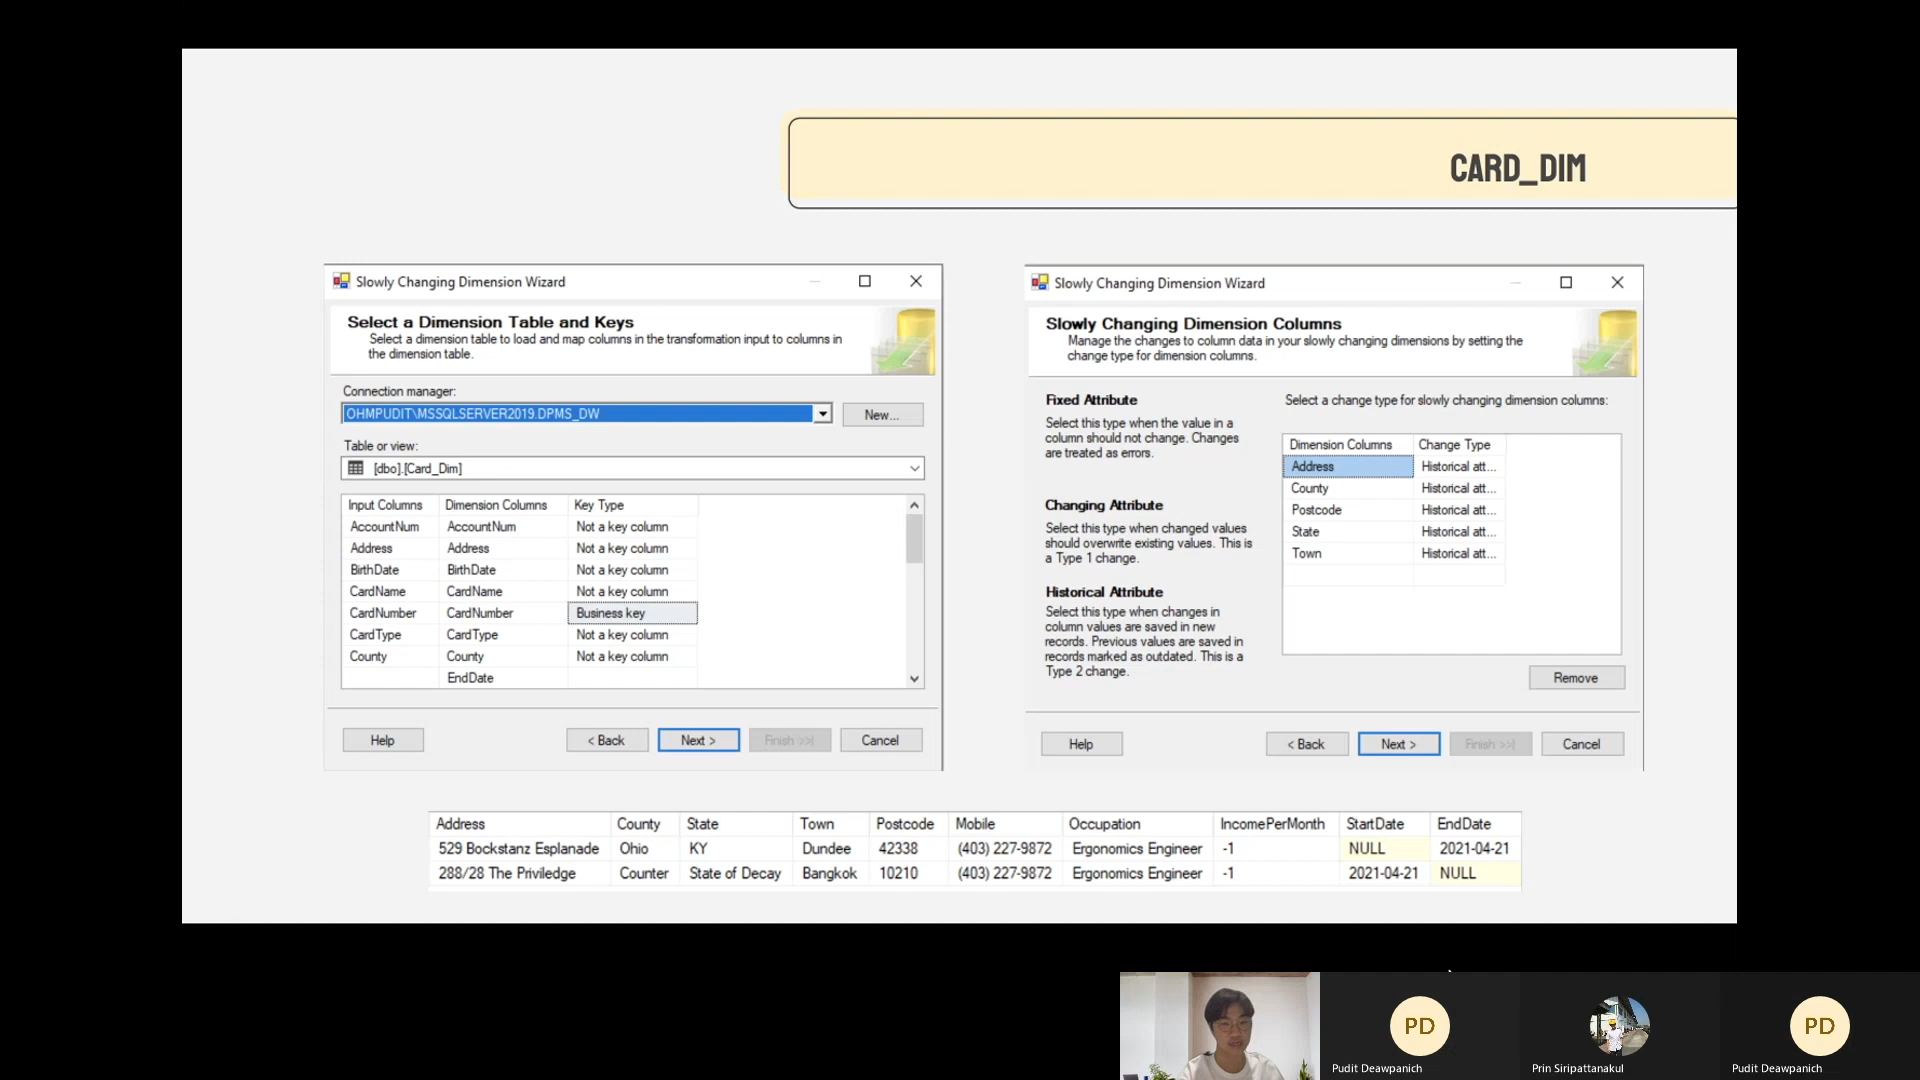 CARD_DIM
Slowly Changing Dimension Wizard
Select a Dimension Table and Keys
Select a dimension table to load and map columns in the transformation input to columns in
the dimension table.
Connection manager:
OHMPUDIT\MSSQLSERVER2019.DPMS_DW
New...
Table or view:
[dbo].[Card_Dim]
Input Columns Dimension Columns Key Type
AccountNum AccountNum Not a key column
Address Address Not a key column
BirthDate BirthDate Not a key column
CardName CardName Not a key column
CardNumber CardNumber Business key
CardType CardType Not a key column
County County Not a key column
EndDate
Help < Back Next > Finish >>| Cancel
Slowly Changing Dimension Wizard
Slowly Changing Dimension Columns
Manage the changes to column data in your slowly changing dimensions by setting the
change type for dimension columns.
Fixed Attribute
Select this type when the value in a
column should not change. Changes
are treated as errors.
Changing Attribute
Select this type when changed values
should overwrite existing values. This is
a Type 1 change.
Historical Attribute
Select this type when changes in
column values are saved in new
records. Previous values are saved in
records marked as outdated. This is a
Type 2 change.
Select a change type for slowly changing dimension columns:
Dimension Columns Change Type
Address Historical att...
County Historical att...
Postcode Historical att...
State Historical att...
Town Historical att...
Remove
Help < Back Next > Finish >>| Cancel
Address County State Town Postcode Mobile Occupation IncomePerMonth StartDate EndDate
529 Bockstanz Esplanade Ohio KY Dundee 42338 (403) 227-9872 Ergonomics Engineer -1 NULL 2021-04-21
288/28 The Priviledge Counter State of Decay Bangkok 10210 (403) 227-9872 Ergonomics Engineer -1 2021-04-21 NULL
PD PD
Pudit Deawpanich Prin Siripattanakul Pudit Deawpanich